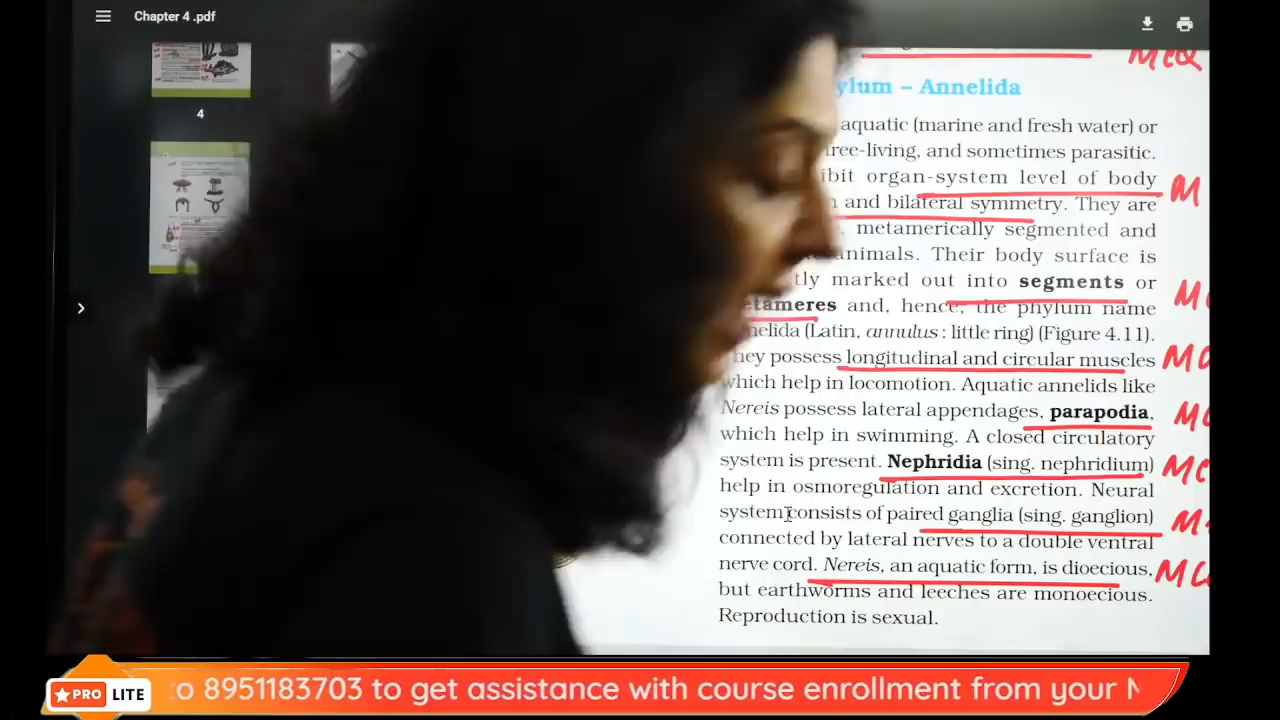 Chapter 4 .pdf
4
MCQ
ylum – Annelida
aquatic (marine and fresh water) or
ree-living, and sometimes parasitic.
ibit organ-system level of body
and bilateral symmetry. They are
metamerically segmented and
animals. Their body surface is
tly marked out into segments or
etameres and, hence, the phylum name
nelida (Latin, annulus : little ring) (Figure 4.11).
hey possess longitudinal and circular muscles
which help in locomotion. Aquatic annelids like
Nereis possess lateral appendages, parapodia,
which help in swimming. A closed circulatory
system is present. Nephridia (sing. nephridium)
help in osmoregulation and excretion. Neural
system consists of paired ganglia (sing. ganglion)
connected by lateral nerves to a double ventral
nerve cord. Nereis, an aquatic form, is dioecious,
but earthworms and leeches are monoecious.
Reproduction is sexual.
PRO LITE
to 8951183703 to get assistance with course enrollment from your